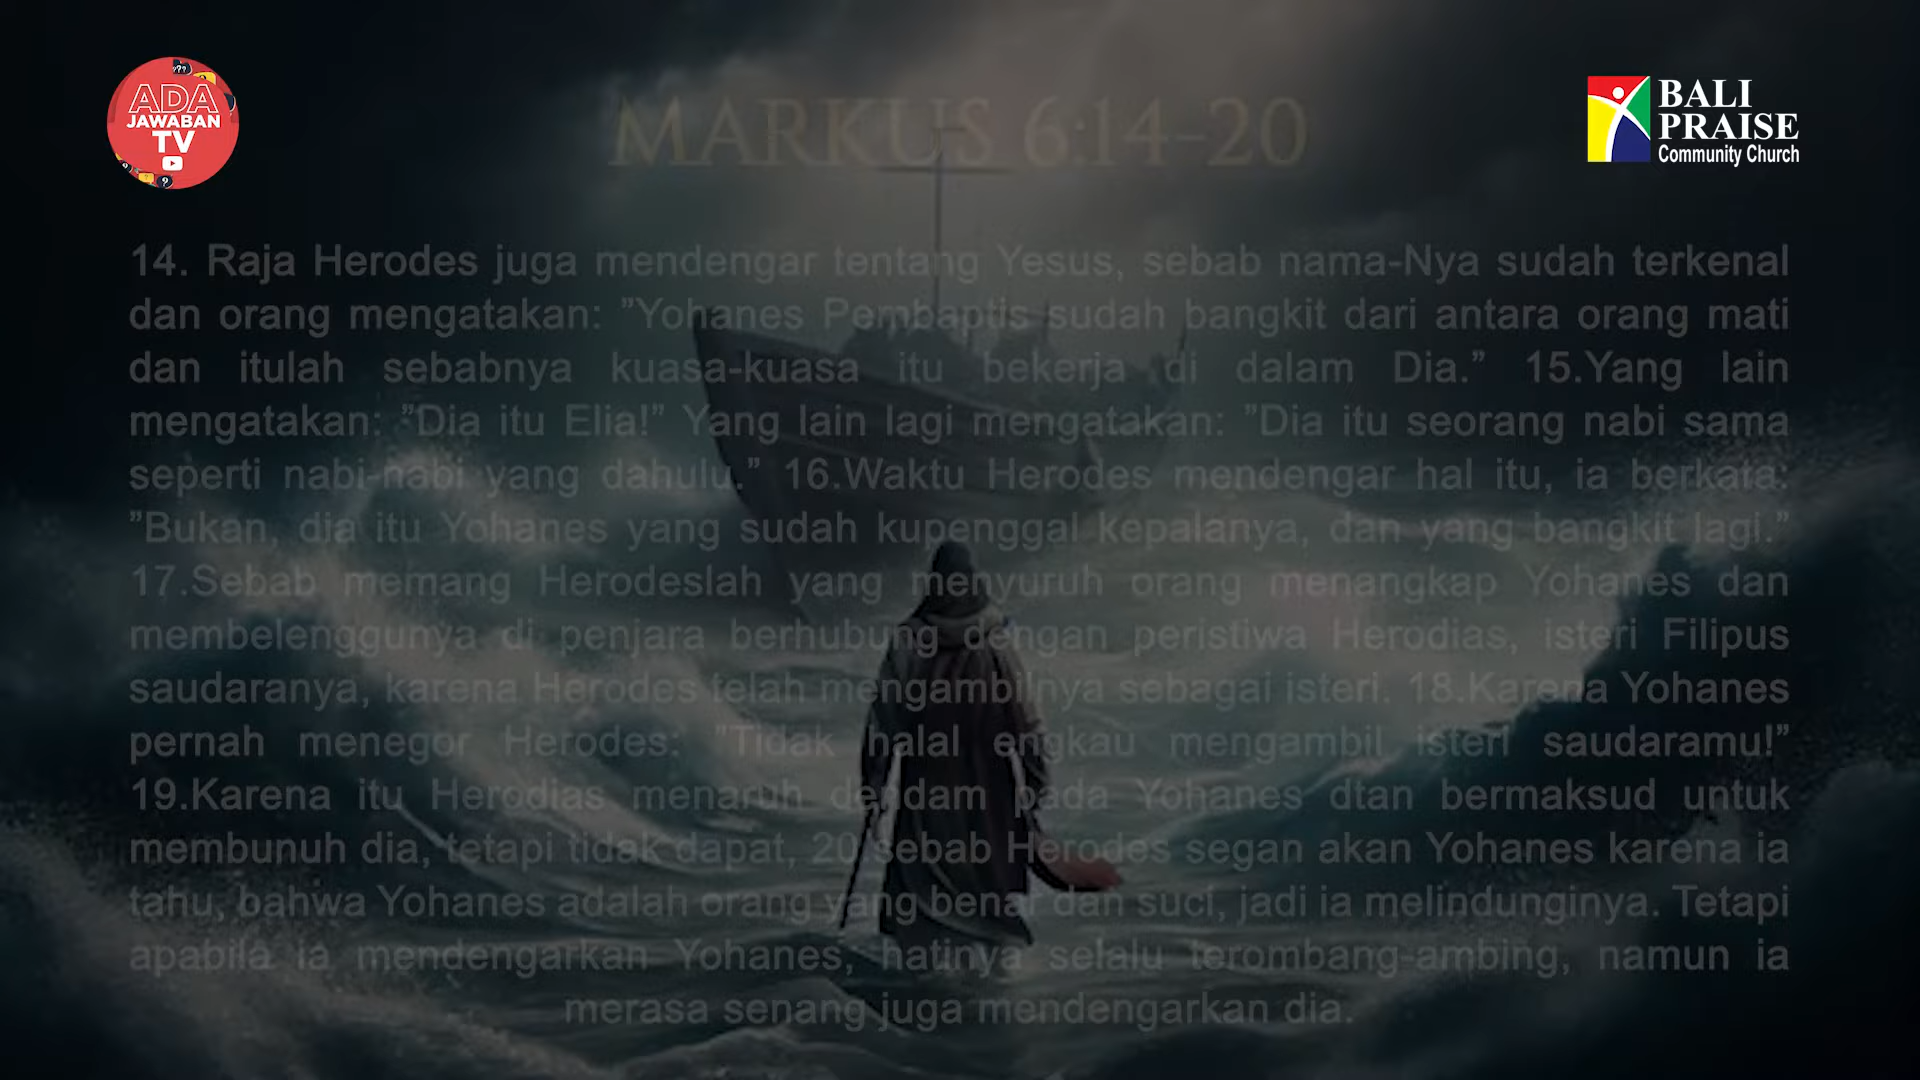 ADA
JAWABAN
TV
BALI
PRAISE
Community Church
MARKUS 6:14-20
14. Raja Herodes juga mendengar tentang Yesus, sebab nama-Nya sudah terkenal
dan orang mengatakan: ”Yohanes Pembaptis sudah bangkit dari antara orang mati
dan itulah sebabnya kuasa-kuasa itu bekerja di dalam Dia.” 15.Yang lain
mengatakan: ”Dia itu Elia!” Yang lain lagi mengatakan: ”Dia itu seorang nabi sama
seperti nabi-nabi yang dahulu.” 16.Waktu Herodes mendengar hal itu, ia berkata:
”Bukan, dia itu Yohanes yang sudah kupenggal kepalanya, dan yang bangkit lagi.”
17.Sebab memang Herodeslah yang menyuruh orang menangkap Yohanes dan
membelenggunya di penjara berhubung dengan peristiwa Herodias, isteri Filipus
saudaranya, karena Herodes telah mengambilnya sebagai isteri. 18.Karena Yohanes
pernah menegor Herodes: ”Tidak halal engkau mengambil isteri saudaramu!”
19.Karena itu Herodias menaruh dendam pada Yohanes dtan bermaksud untuk
membunuh dia, tetapi tidak dapat, 20.sebab Herodes segan akan Yohanes karena ia
tahu, bahwa Yohanes adalah orang yang benar dan suci, jadi ia melindunginya. Tetapi
apabila ia mendengarkan Yohanes, hatinya selalu terombang-ambing, namun ia
merasa senang juga mendengarkan dia.